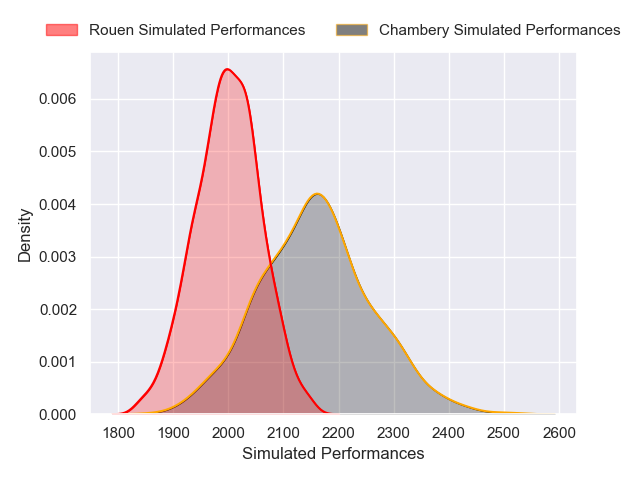 Rouen Simulated Performances
Chambery Simulated Performances
0.006
0.005
0.004
0.003
0.002
0.001
0.000
Density
1800 1900 2000 2100 2200 2300 2400 2500 2600
Simulated Performances